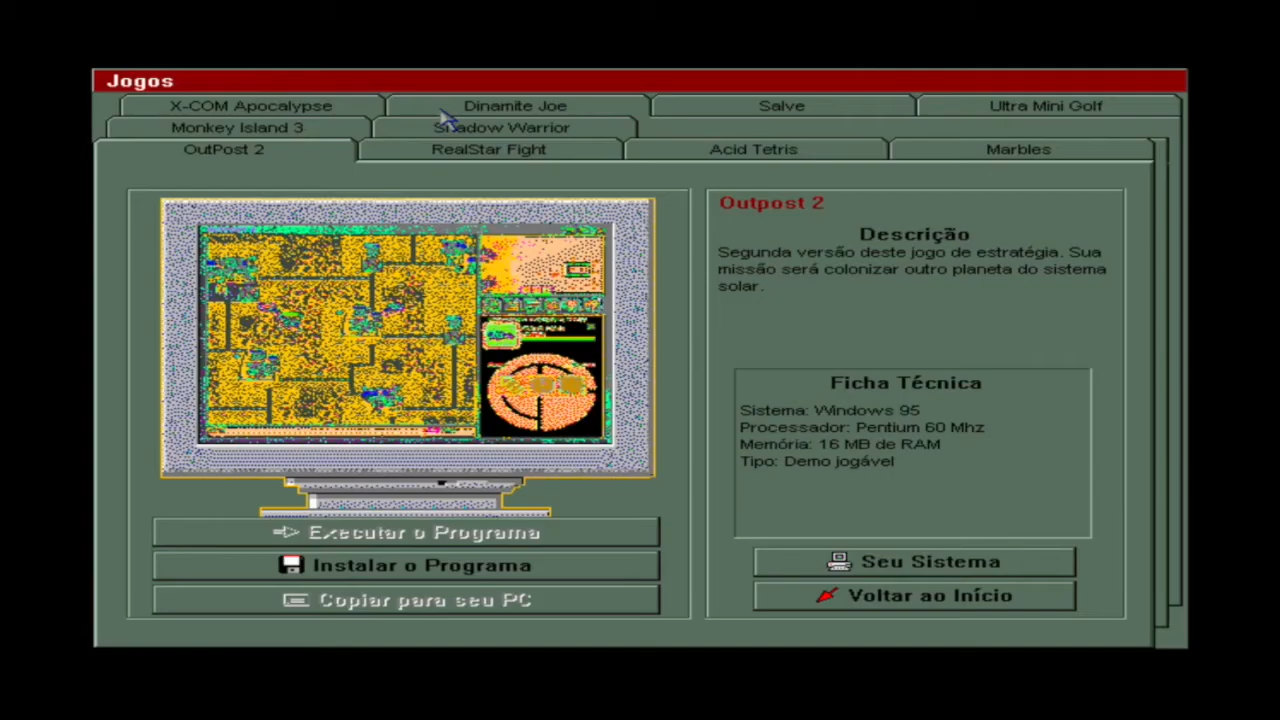 Jogos
X-COM Apocalypse
Dinamite Joe
Salve
Ultra Mini Golf
Monkey Island 3
Shadow Warrior
OutPost 2
RealStar Fight
Acid Tetris
Marbles
Outpost 2
Descrição
Segunda versão deste jogo de estratégia. Sua
missão será colonizar outro planeta do sistema
solar.
Ficha Técnica
Sistema: Windows 95
Processador: Pentium 60 Mhz
Memória: 16 MB de RAM
Tipo: Demo jogável
Executar o Programa
Instalar o Programa
Copiar para seu PC
Seu Sistema
Voltar ao Início